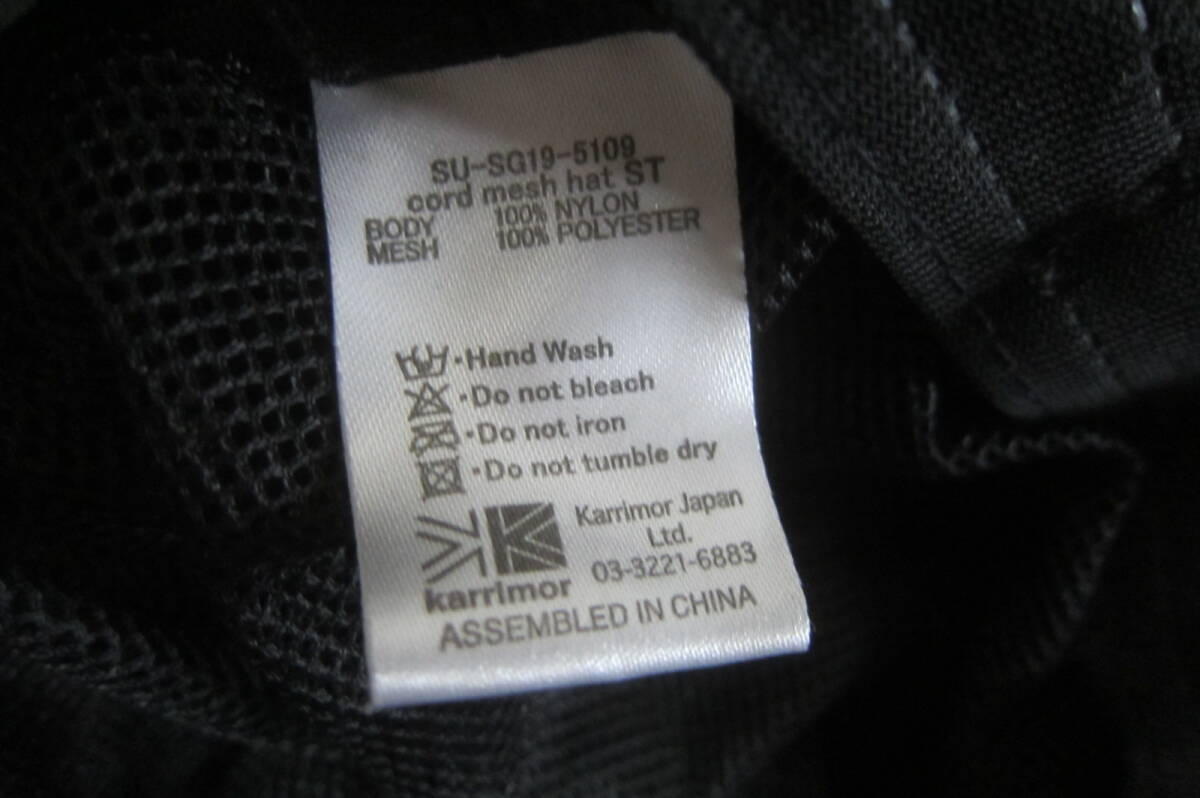 SU-SG19-5109
cord mesh hat ST
BODY 100% NYLON
MESH 100% POLYESTER
・Hand Wash
・Do not bleach
・Do not iron
・Do not tumble dry
Karrimor Japan
Ltd.
03-3221-6883
karrimor
ASSEMBLED IN CHINA